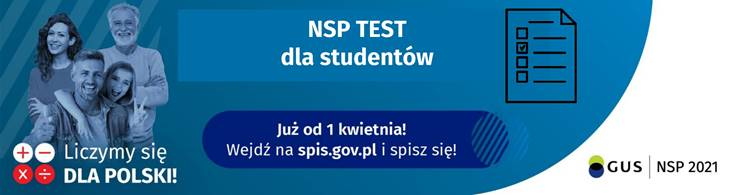 NSP TEST
dla studentów
Już od 1 kwietnia!
Wejdź na spis.gov.pl i spisz się!
Liczymy się
DLA POLSKI!
GUS | NSP 2021